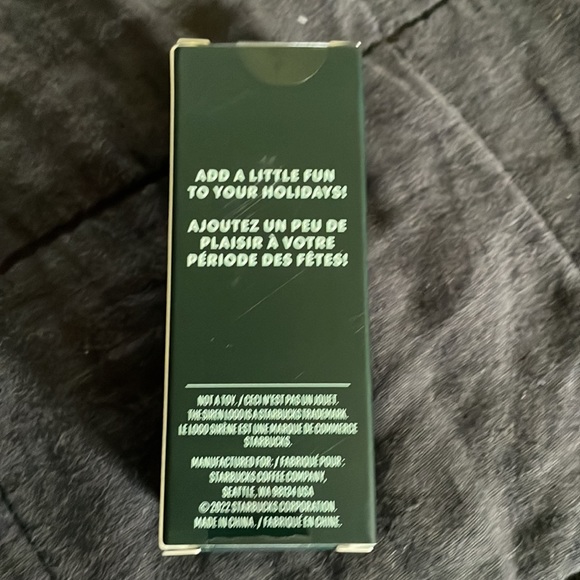 ADD A LITTLE FUN
TO YOUR HOLIDAYS!
AJOUTEZ UN PEU DE
PLAISIR À VOTRE
PÉRIODE DES FÊTES!
NOT A TOY. / CECI N'EST PAS UN JOUET.
THE SIREN LOGO IS A STARBUCKS TRADEMARK.
LE LOGO SIRÈNE EST UNE MARQUE DE COMMERCE
STARBUCKS.
MANUFACTURED FOR: / FABRIQUÉ POUR :
STARBUCKS COFFEE COMPANY,
SEATTLE, WA 98134 USA
© 2022 STARBUCKS CORPORATION.
MADE IN CHINA. / FABRIQUÉ EN CHINE.